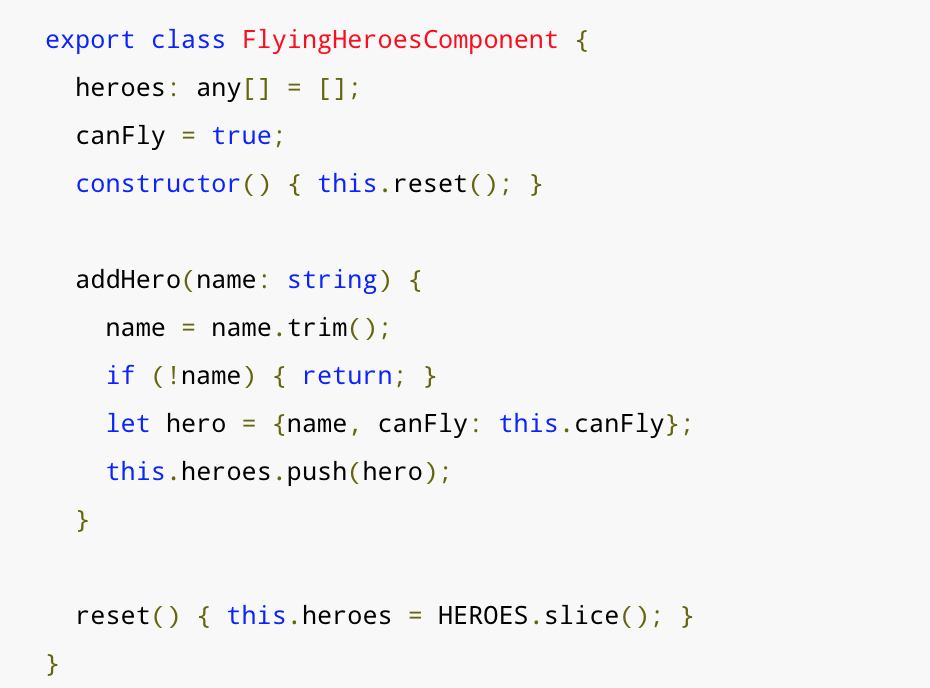 export class FlyingHeroesComponent {
  heroes: any[] = [];
  canFly = true;
  constructor() { this.reset(); }

  addHero(name: string) {
    name = name.trim();
    if (!name) { return; }
    let hero = {name, canFly: this.canFly};
    this.heroes.push(hero);
  }

  reset() { this.heroes = HEROES.slice(); }
}